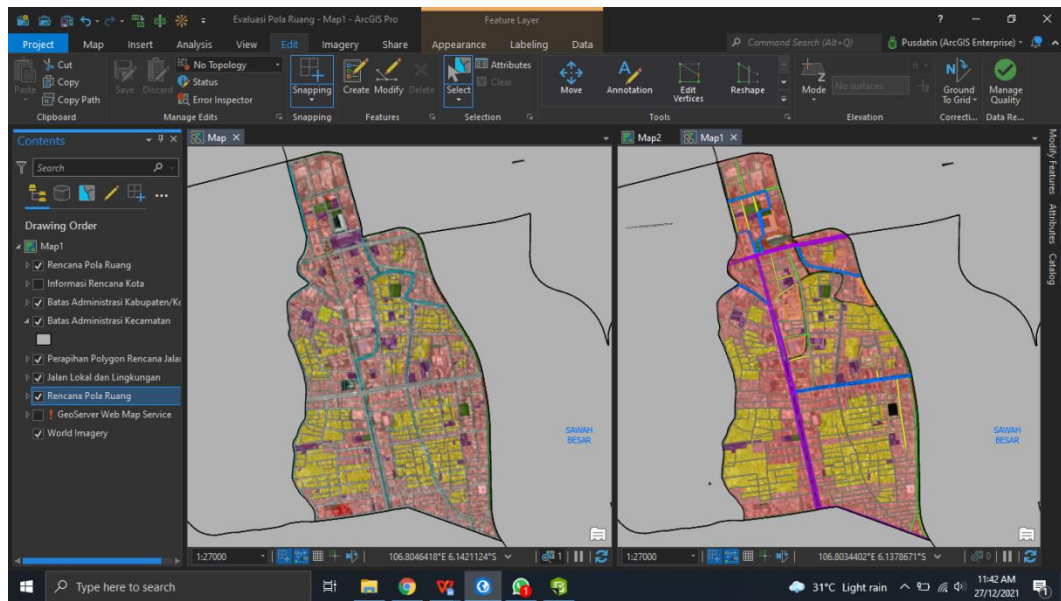 Evaluasi Pola Ruang - Map1 - ArcGIS Pro
Feature Layer
? 
Project Map Insert Analysis View Edit Imagery Share Appearance Labeling Data
Command Search (Alt+Q)
Pusdatin (ArcGIS Enterprise)
Paste
Cut
Copy
Copy Path
Clipboard
Save Discard
No Topology
Status
Error Inspector
Manage Edits
Snapping
Snapping
Create Modify Delete
Features
Select
Attributes
Clear
Selection
Move
Annotation
Edit Vertices
Reshape
Tools
Mode
No surfaces
Elevation
Ground To Grid
Correcti...
Manage Quality
Data Re...
Contents
Search
Drawing Order
Map1
Rencana Pola Ruang
Informasi Rencana Kota
Batas Administrasi Kabupaten/Ko
Batas Administrasi Kecamatan
Perapihan Polygon Rencana Jala
Jalan Lokal dan Lingkungan
Rencana Pola Ruang
! GeoServer Web Map Service
World Imagery
Map
SAWAH
BESAR
1:27000
106.8046418°E 6.1421124°S
1
Map2 Map1
SAWAH
BESAR
1:27000
106.8034402°E 6.1378671°S
0
Modify Features
Attributes
Catalog
Type here to search
31°C Light rain
11:42 AM
27/12/2021